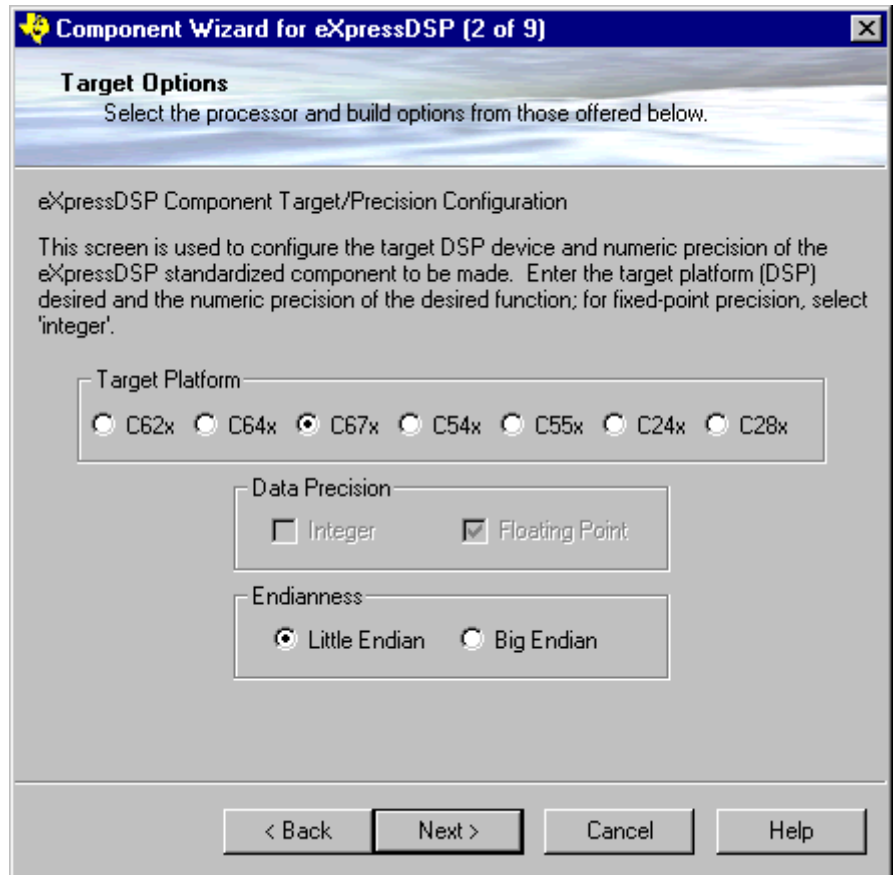 Component Wizard for eXpressDSP (2 of 9)
Target Options
Select the processor and build options from those offered below.
eXpressDSP Component Target/Precision Configuration
This screen is used to configure the target DSP device and numeric precision of the
eXpressDSP standardized component to be made.  Enter the target platform (DSP)
desired and the numeric precision of the desired function; for fixed-point precision, select
'integer'.
Target Platform
C62x C64x C67x C54x C55x C24x C28x
Data Precision
Integer Floating Point
Endianness
Little Endian Big Endian
< Back Next > Cancel Help